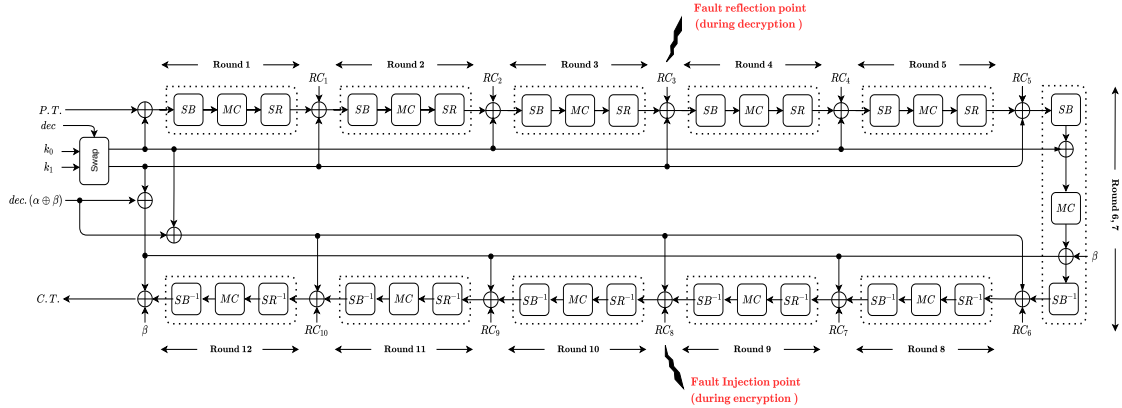 Fault reflection point
(during decryption )
Round 1
Round 2
Round 3
Round 4
Round 5
RC₁
RC₂
RC₃
RC₄
RC₅
P.T.
SB
MC
SR
SB
MC
SR
SB
MC
SR
SB
MC
SR
SB
MC
SR
SB
dec
k₀
k₁
Swap
dec.(α ⊕ β)
MC
Round 6, 7
β
C.T.
SB⁻¹
MC
SR⁻¹
SB⁻¹
MC
SR⁻¹
SB⁻¹
MC
SR⁻¹
SB⁻¹
MC
SR⁻¹
SB⁻¹
MC
SR⁻¹
SB⁻¹
β
RC₁₀
RC₉
RC₈
RC₇
RC₆
Round 12
Round 11
Round 10
Round 9
Round 8
Fault Injection point
(during encryption )